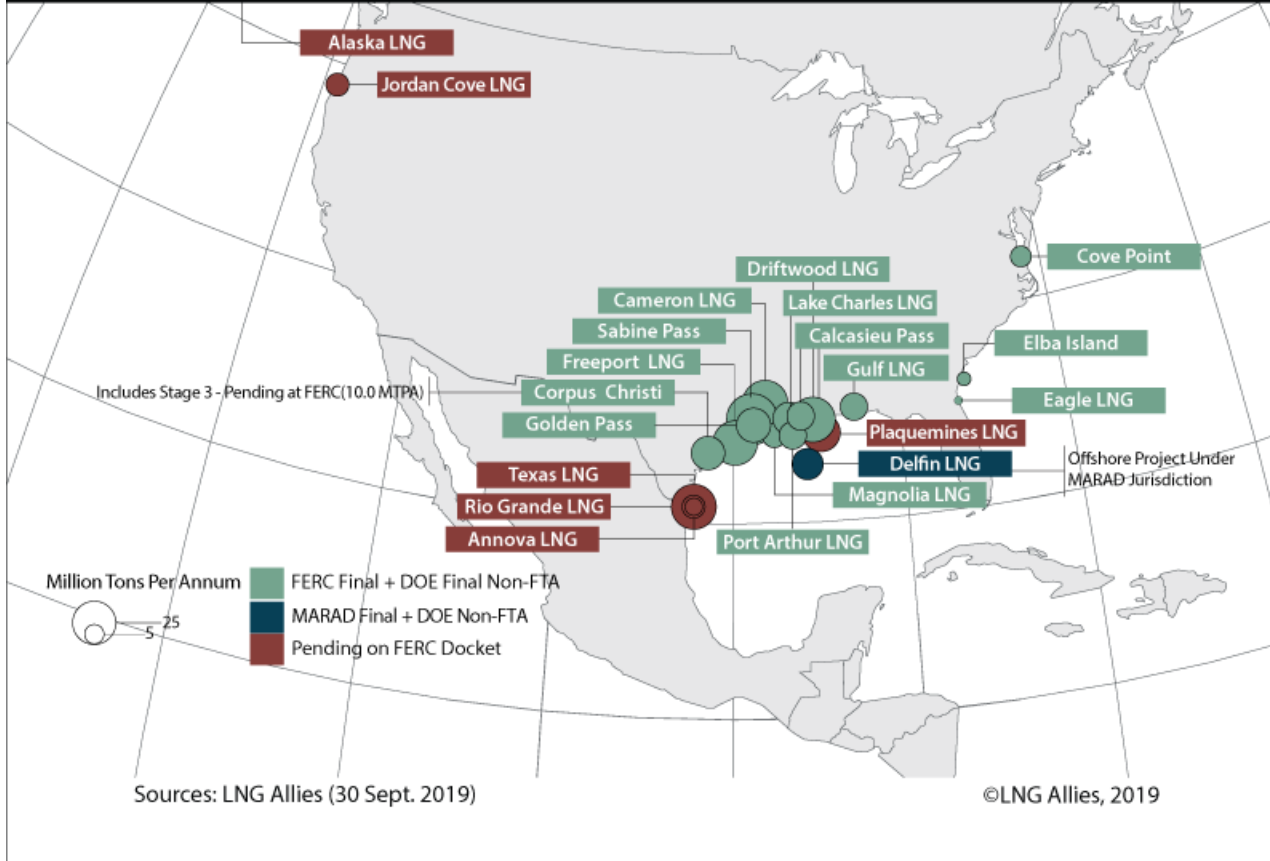 Alaska LNG
Jordan Cove LNG
Cove Point
Driftwood LNG
Cameron LNG
Lake Charles LNG
Sabine Pass
Calcasieu Pass
Elba Island
Freeport LNG
Gulf LNG
Includes Stage 3 - Pending at FERC(10.0 MTPA)
Corpus Christi
Eagle LNG
Golden Pass
Plaquemines LNG
Texas LNG
Delfin LNG
Offshore Project Under
MARAD Jurisdiction
Rio Grande LNG
Magnolia LNG
Annova LNG
Port Arthur LNG
Million Tons Per Annum
25
5
FERC Final + DOE Final Non-FTA
MARAD Final + DOE Non-FTA
Pending on FERC Docket
Sources: LNG Allies (30 Sept. 2019)
©LNG Allies, 2019